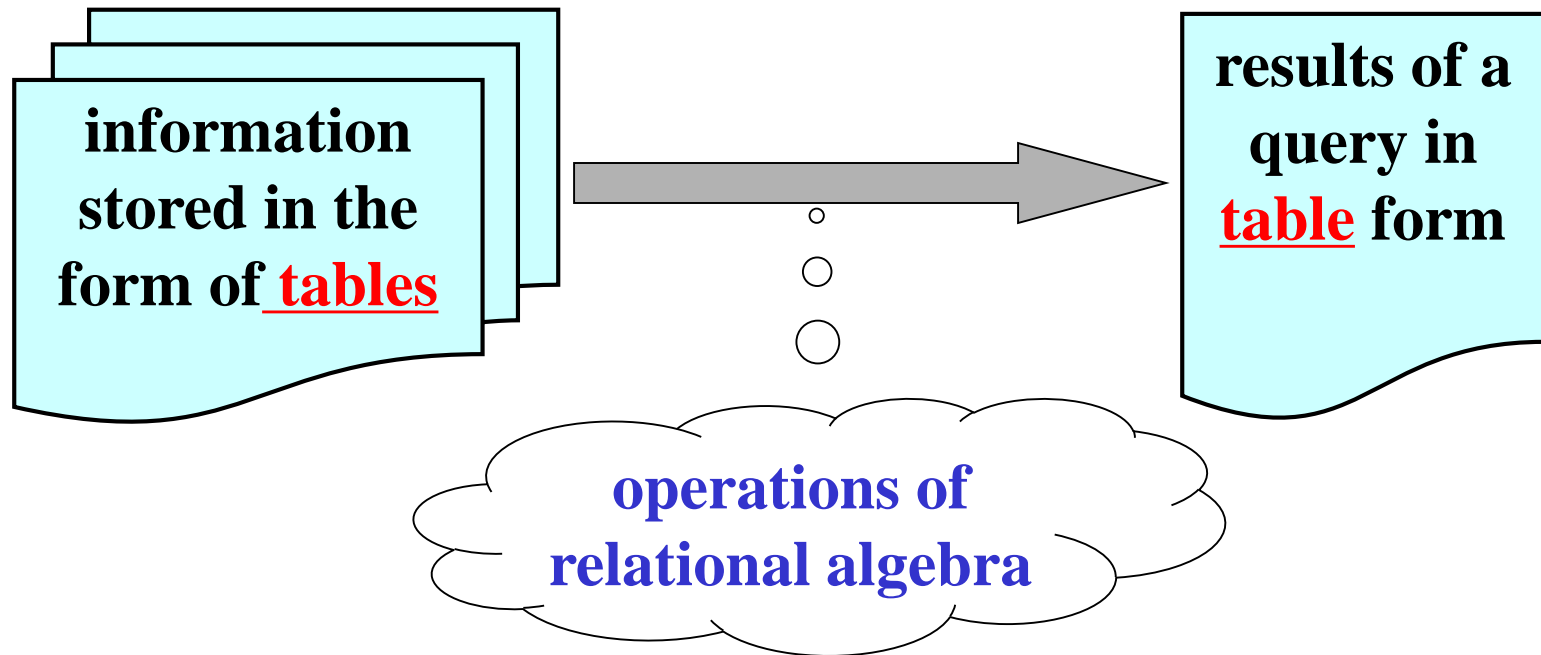 information
stored in the
form of tables
results of a
query in
table form
operations of
relational algebra